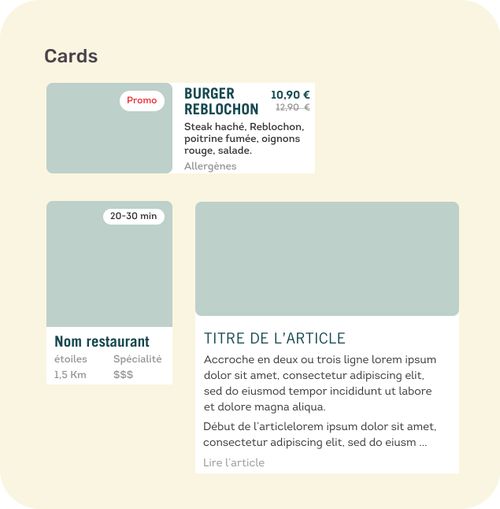 Cards
Promo
BURGER
REBLOCHON
10,90 €
12,90 €
Steak haché, Reblochon,
poitrine fumée, oignons
rouge, salade.
Allergènes
20-30 min
Nom restaurant
étoiles Spécialité
1,5 Km $$$
TITRE DE L'ARTICLE
Accroche en deux ou trois ligne lorem ipsum
dolor sit amet, consectetur adipiscing elit,
sed do eiusmod tempor incididunt ut labore
et dolore magna aliqua.
Début de l'articlelorem ipsum dolor sit amet,
consectetur adipiscing elit, sed do eiusm ...
Lire l'article